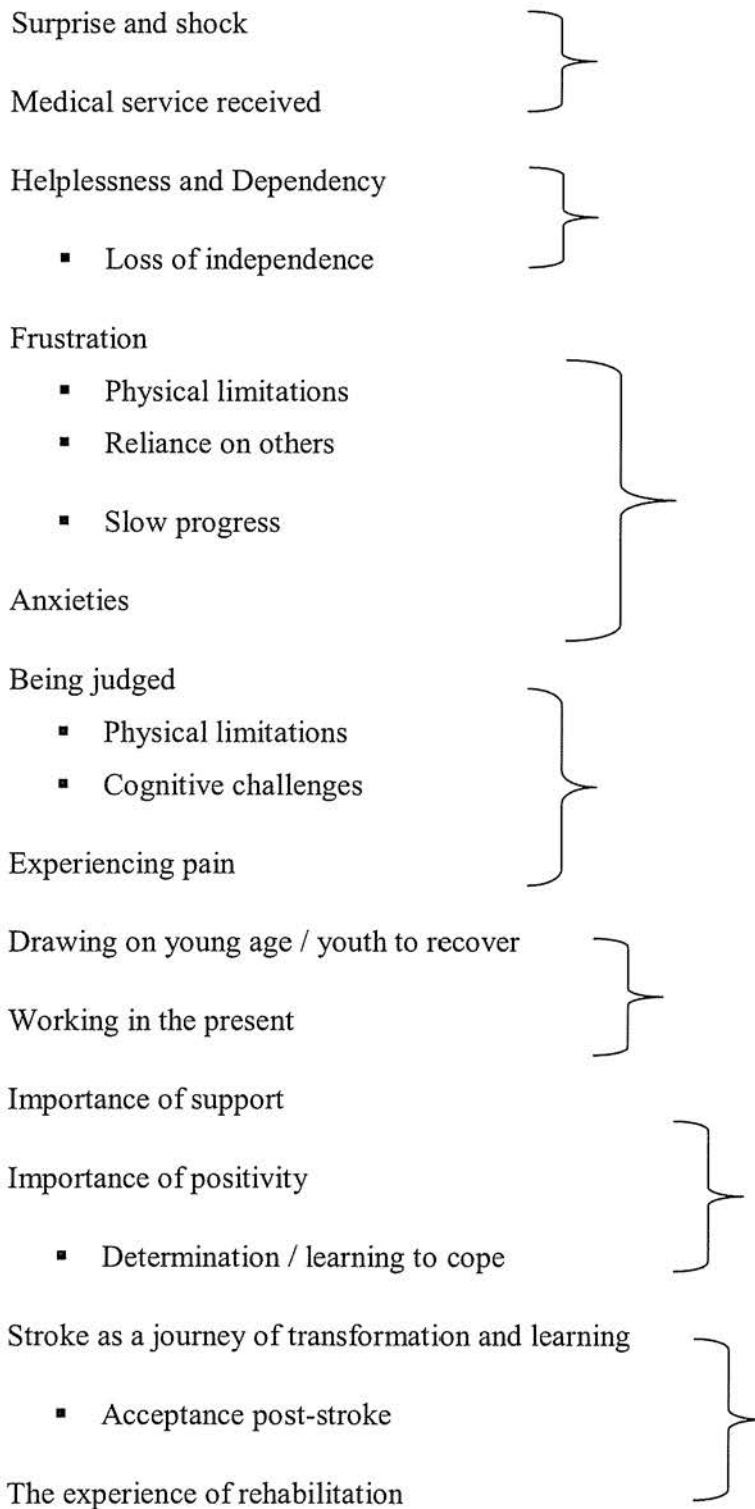 Surprise and shock
Medical service received
Helplessness and Dependency
▪ Loss of independence
Frustration
▪ Physical limitations
▪ Reliance on others
▪ Slow progress
Anxieties
Being judged
▪ Physical limitations
▪ Cognitive challenges
Experiencing pain
Drawing on young age / youth to recover
Working in the present
Importance of support
Importance of positivity
▪ Determination / learning to cope
Stroke as a journey of transformation and learning
▪ Acceptance post-stroke
The experience of rehabilitation